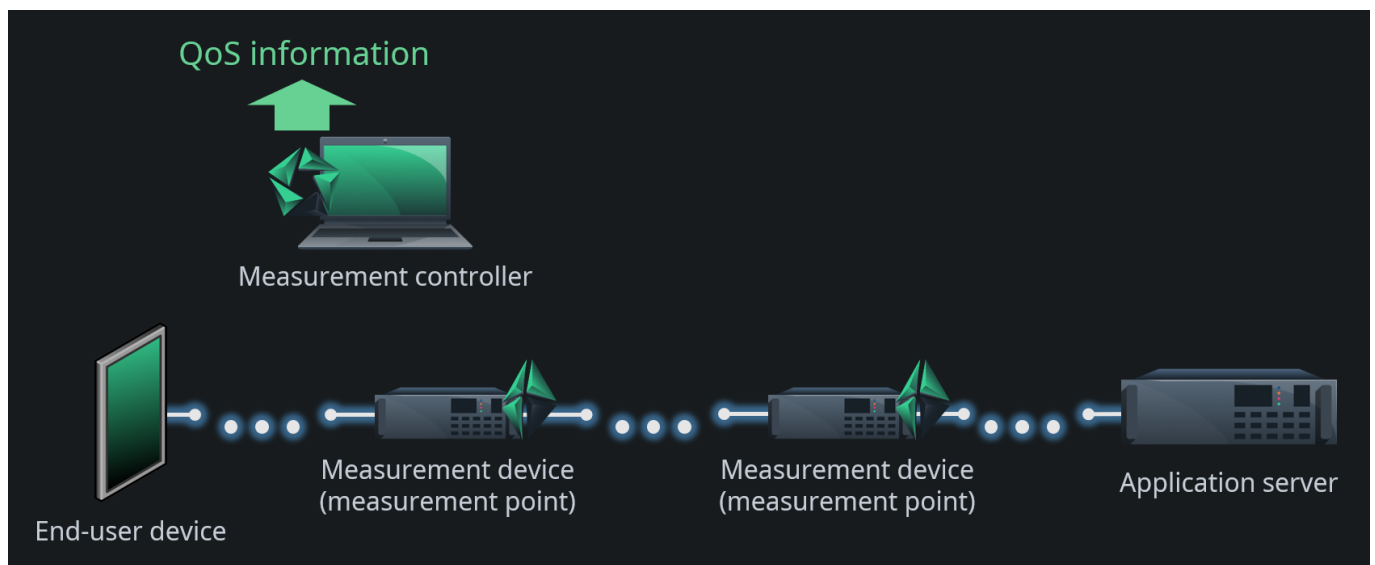 QoS information
Measurement controller
Measurement device
(measurement point)
Measurement device
(measurement point)
Application server
End-user device